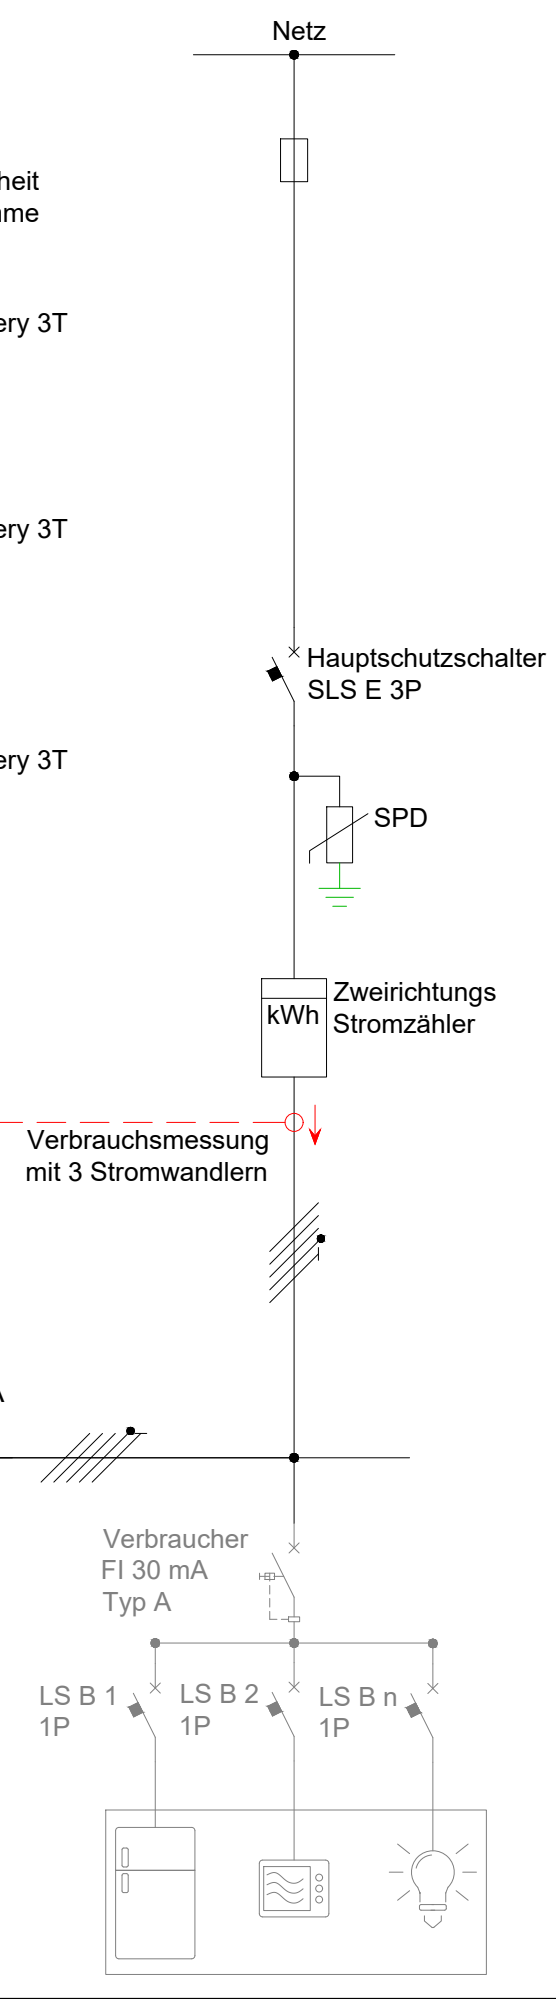 Netz
heit
me
ery 3T
ery 3T
Hauptschutzschalter
SLS E 3P
ery 3T
SPD
Zweirichtungs
kWh
Stromzähler
Verbrauchsmessung
mit 3 Stromwandlern
Verbraucher
FI 30 mA
Typ A
LS B 1
1P
LS B 2
1P
LS B n
1P